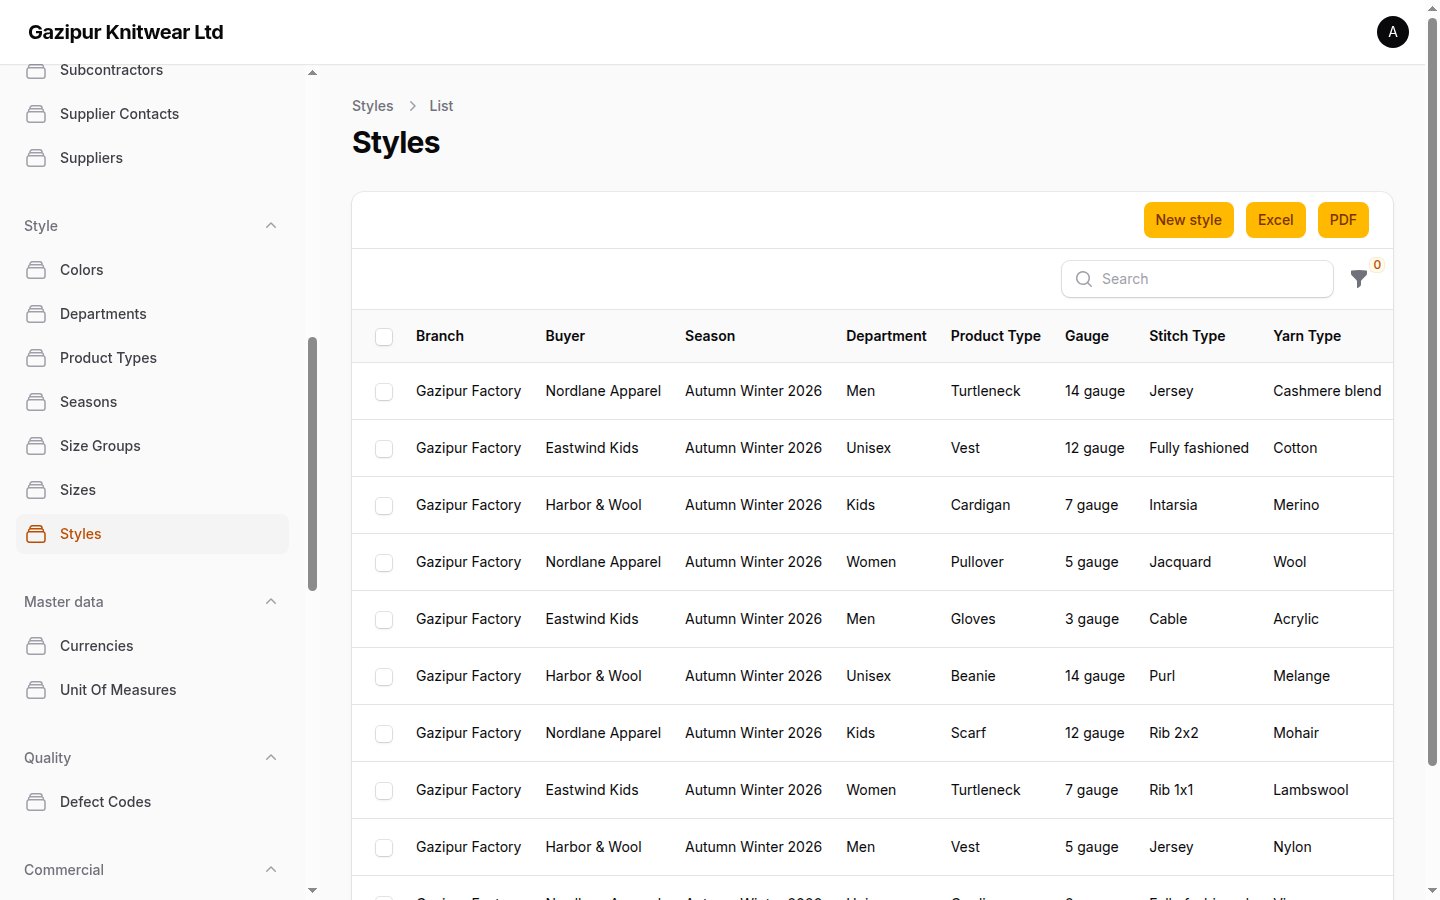 Gazipur Knitwear Ltd
A
Subcontractors
Supplier Contacts
Suppliers
Style
Colors
Departments
Product Types
Seasons
Size Groups
Sizes
Styles
Master data
Currencies
Unit Of Measures
Quality
Defect Codes
Commercial
Styles > List
Styles
New style Excel PDF
Search 0
Branch Buyer Season Department Product Type Gauge Stitch Type Yarn Type
Gazipur Factory Nordlane Apparel Autumn Winter 2026 Men Turtleneck 14 gauge Jersey Cashmere blend
Gazipur Factory Eastwind Kids Autumn Winter 2026 Unisex Vest 12 gauge Fully fashioned Cotton
Gazipur Factory Harbor & Wool Autumn Winter 2026 Kids Cardigan 7 gauge Intarsia Merino
Gazipur Factory Nordlane Apparel Autumn Winter 2026 Women Pullover 5 gauge Jacquard Wool
Gazipur Factory Eastwind Kids Autumn Winter 2026 Men Gloves 3 gauge Cable Acrylic
Gazipur Factory Harbor & Wool Autumn Winter 2026 Unisex Beanie 14 gauge Purl Melange
Gazipur Factory Nordlane Apparel Autumn Winter 2026 Kids Scarf 12 gauge Rib 2x2 Mohair
Gazipur Factory Eastwind Kids Autumn Winter 2026 Women Turtleneck 7 gauge Rib 1x1 Lambswool
Gazipur Factory Harbor & Wool Autumn Winter 2026 Men Vest 5 gauge Jersey Nylon